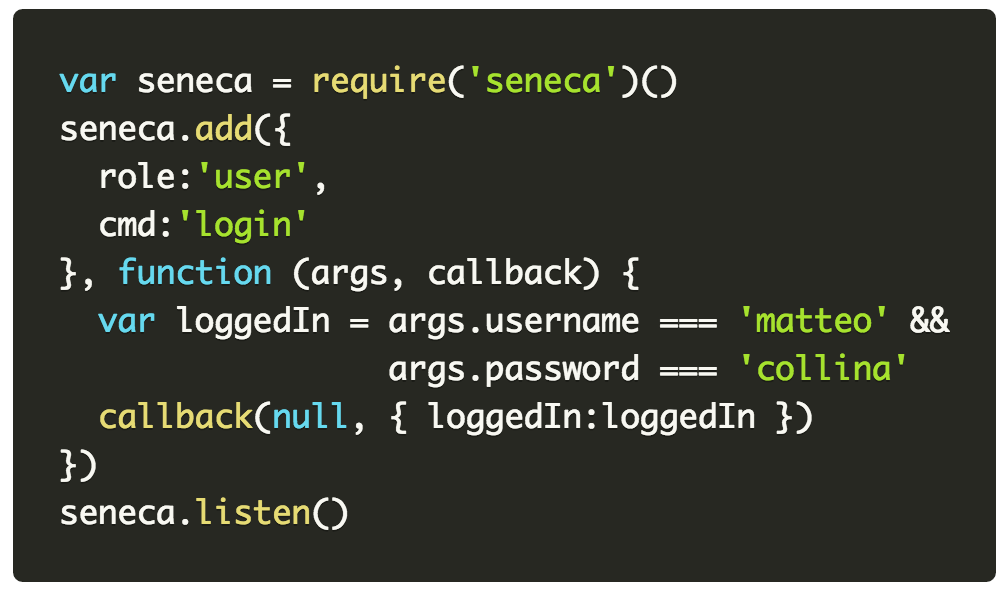 var seneca = require('seneca')()
seneca.add({
  role:'user',
  cmd:'login'
}, function (args, callback) {
  var loggedIn = args.username === 'matteo' &&
                 args.password === 'collina'
  callback(null, { loggedIn:loggedIn })
})
seneca.listen()